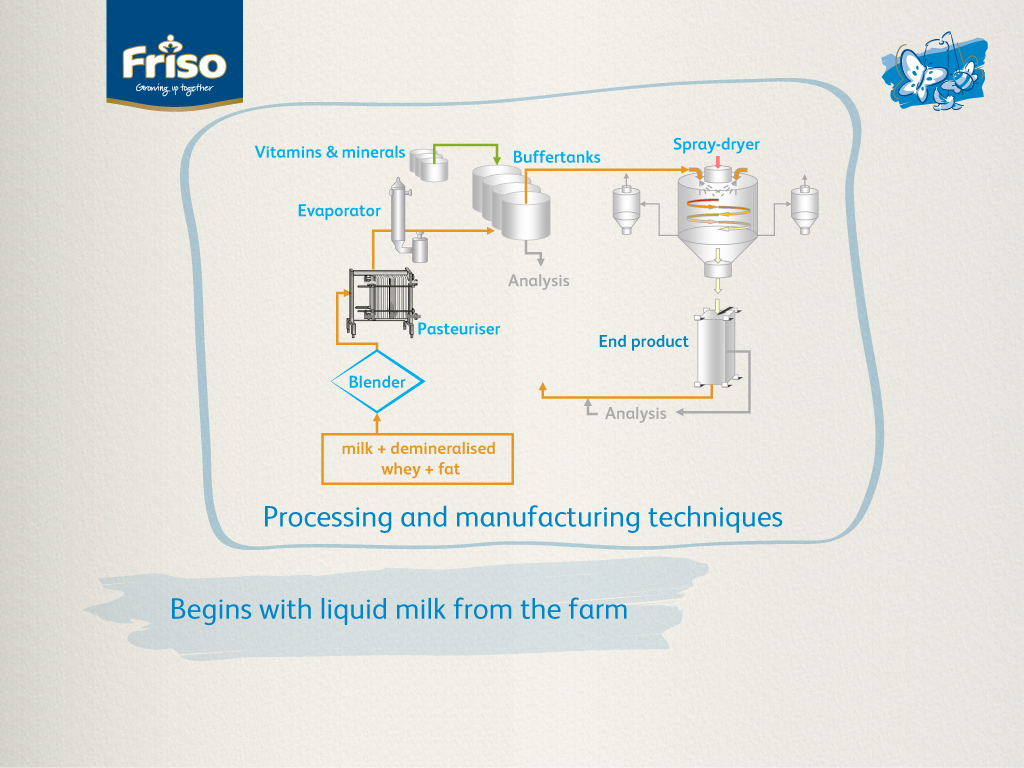 Friso
Growing up together
Vitamins & minerals
Buffertanks
Spray-dryer
Evaporator
Analysis
Pasteuriser
End product
Blender
Analysis
milk + demineralised
whey + fat
Processing and manufacturing techniques
Begins with liquid milk from the farm